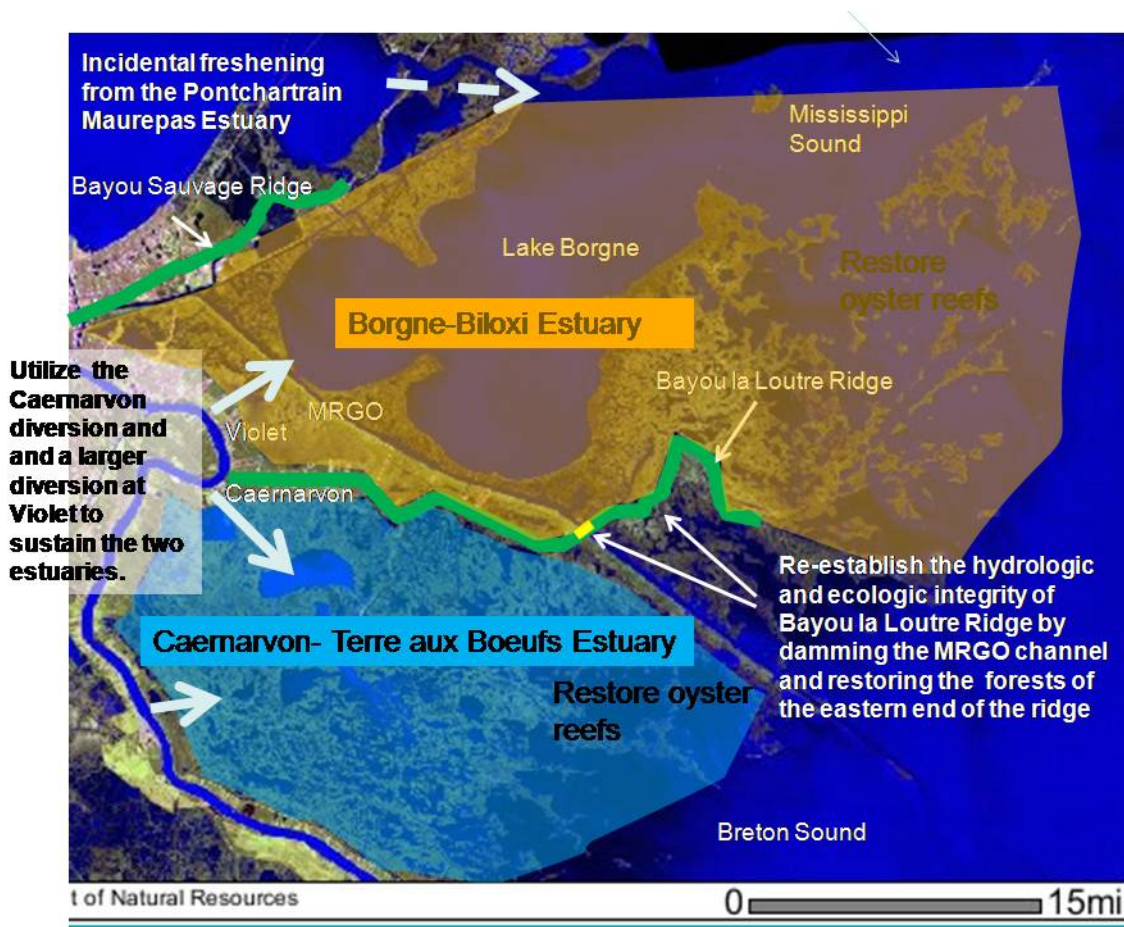 Incidental freshening
from the Pontchartrain
Maurepas Estuary
Mississippi
Sound
Bayou Sauvage Ridge
Lake Borgne
Restore
oyster reefs
Borgne-Biloxi Estuary
Utilize the
Caernarvon
diversion and
and a larger
diversion at
Violet to
sustain the two
estuaries.
Bayou la Loutre Ridge
MRGO
Violet
Caernarvon
Re-establish the hydrologic
and ecologic integrity of
Bayou la Loutre Ridge by
damming the MRGO channel
and restoring the forests of
the eastern end of the ridge
Caernarvon- Terre aux Boeufs Estuary
Restore oyster
reefs
Breton Sound
t of Natural Resources
0 15mi